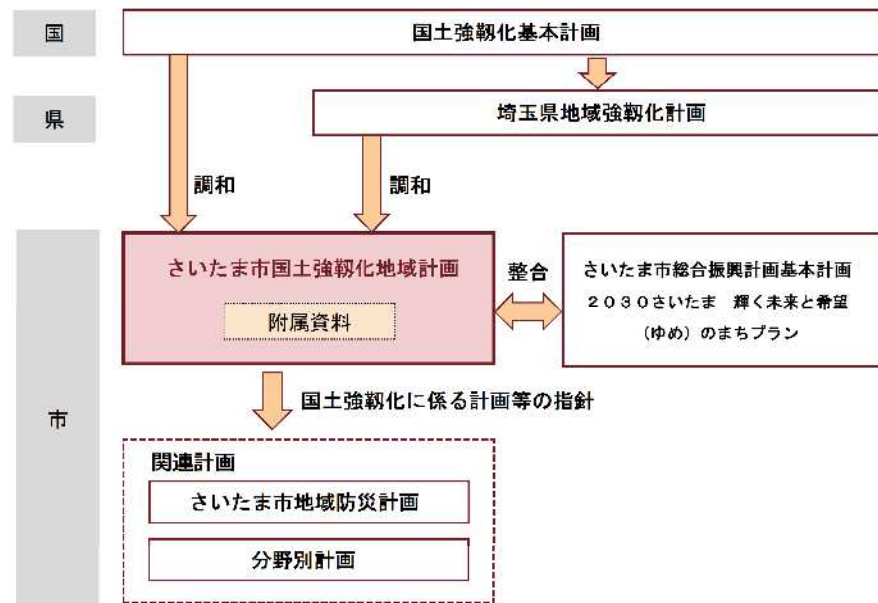 国
国土強靱化基本計画
県
埼玉県地域強靱化計画
調和
調和
市
さいたま市国土強靱化地域計画
附属資料
整合
さいたま市総合振興計画基本計画
２０３０さいたま　輝く未来と希望
（ゆめ）のまちプラン
国土強靱化に係る計画等の指針
関連計画
さいたま市地域防災計画
分野別計画